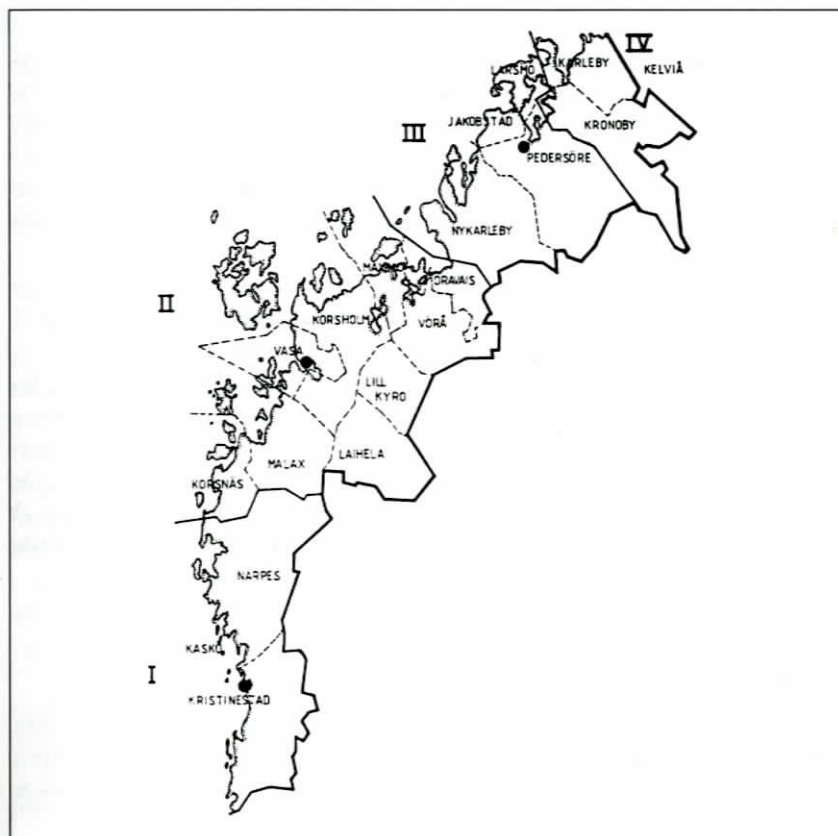 IV
KARLEBY
KELVIÅ
LARSMO
III
JAKOBSTAD
KRONOBY
PEDERSÖRE
NYKARLEBY
II
KORSHOLM
VÖRÅ
VASA
LILL
KYRO
LAIHELA
MALAX
KORSNÄS
NÄRPES
KASKÖ
I
KRISTINESTAD